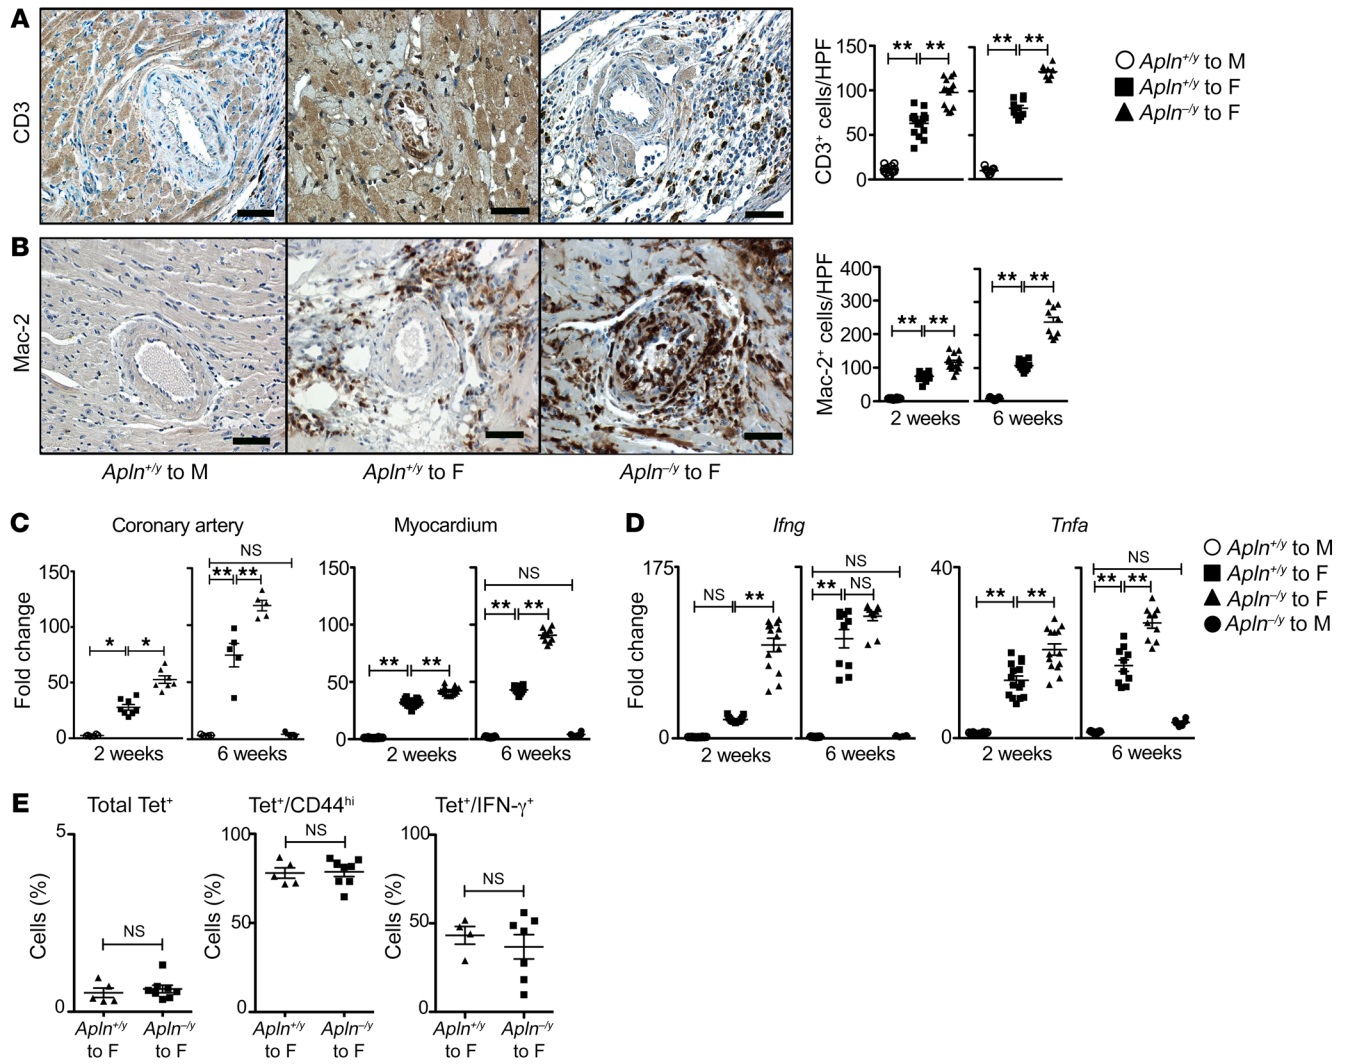 A
CD3
CD3⁺ cells/HPF
150
100
50
0
** **
** **
Apln⁺/ʸ to M
Apln⁺/ʸ to F
Apln⁻/ʸ to F
B
Mac-2
Mac-2⁺ cells/HPF
400
300
200
100
0
** **
** **
2 weeks
6 weeks
Apln⁺/ʸ to M
Apln⁺/ʸ to F
Apln⁻/ʸ to F
C
Coronary artery
Myocardium
Fold change
150
100
50
0
* *
NS
** **
2 weeks
6 weeks
150
100
50
0
** **
NS
** **
2 weeks
6 weeks
D
Ifng
Tnfa
Fold change
175
0
NS **
NS
** NS
2 weeks
6 weeks
40
0
** **
NS
** **
2 weeks
6 weeks
Apln⁺/ʸ to M
Apln⁺/ʸ to F
Apln⁻/ʸ to F
Apln⁻/ʸ to M
E
Total Tet⁺
Cells (%)
5
0
NS
Apln⁺/ʸ to F
Apln⁻/ʸ to F
Tet⁺/CD44ʰⁱ
Cells (%)
100
50
0
NS
Apln⁺/ʸ to F
Apln⁻/ʸ to F
Tet⁺/IFN-γ⁺
Cells (%)
100
50
0
NS
Apln⁺/ʸ to F
Apln⁻/ʸ to F